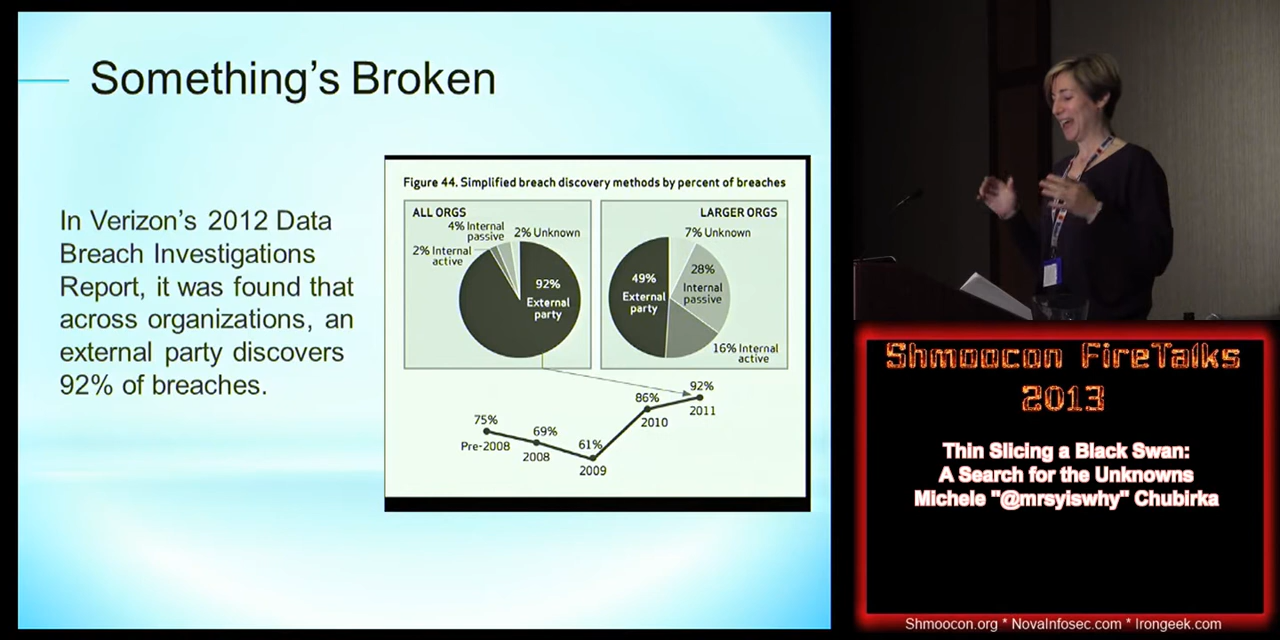 Something's Broken
In Verizon's 2012 Data
Breach Investigations
Report, it was found that
across organizations, an
external party discovers
92% of breaches.
Figure 44. Simplified breach discovery methods by percent of breaches
ALL ORGS
4% Internal
passive
2% Unknown
2% Internal
active
92%
External
party
LARGER ORGS
7% Unknown
49%
External
party
28%
Internal
passive
16% Internal
active
75%
Pre-2008
69%
2008
61%
2009
86%
2010
92%
2011
Shmoocon FireTalks
2013
Thin Slicing a Black Swan:
A Search for the Unknowns
Michele "@mrsyiswhy" Chubirka
Shmoocon.org * NovaInfosec.com * Irongeek.com